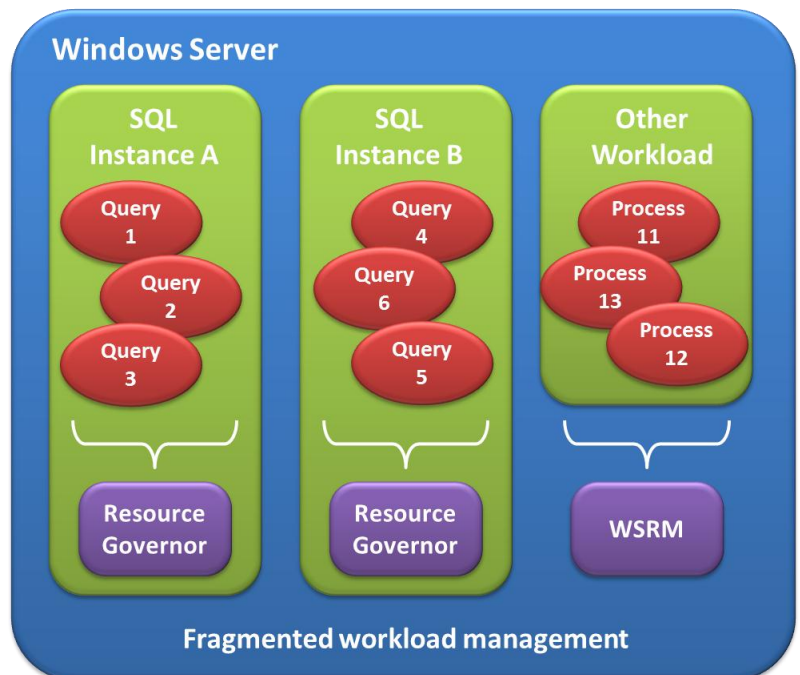 Windows Server
SQL
Instance A
Query
1
Query
2
Query
3
Resource
Governor
SQL
Instance B
Query
4
Query
6
Query
5
Resource
Governor
Other
Workload
Process
11
Process
13
Process
12
WSRM
Fragmented workload management